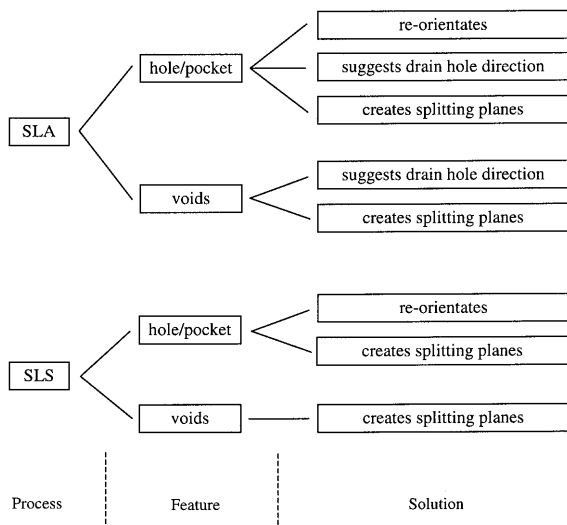 re-orientates
hole/pocket
suggests drain hole direction
creates splitting planes
SLA
suggests drain hole direction
voids
creates splitting planes
re-orientates
hole/pocket
creates splitting planes
SLS
voids
creates splitting planes
Process
Feature
Solution